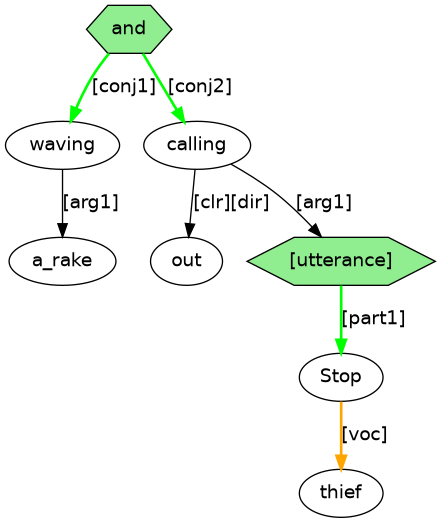 and
[conj1] [conj2]
waving calling
[arg1] [clr][dir] [arg1]
a_rake out [utterance]
[part1]
Stop
[voc]
thief